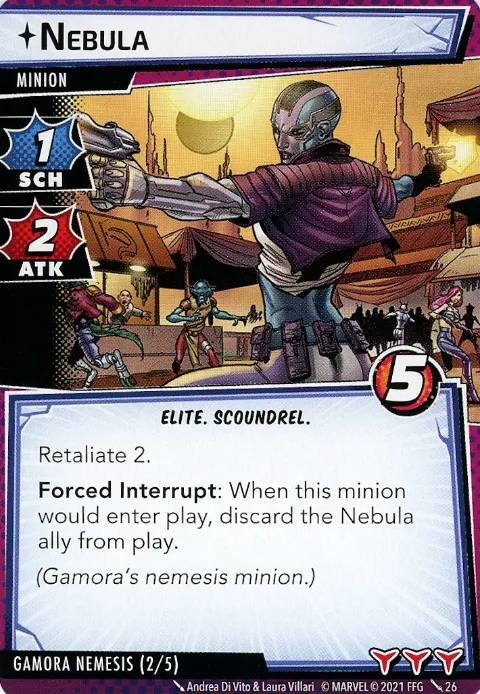 NEBULA
MINION
1
SCH
2
ATK
5
ELITE. SCOUNDREL.
Retaliate 2.
Forced Interrupt: When this minion
would enter play, discard the Nebula
ally from play.
(Gamora's nemesis minion.)
GAMORA NEMESIS (2/5)
Andrea Di Vito & Laura Villari © MARVEL © 2021 FFG 26